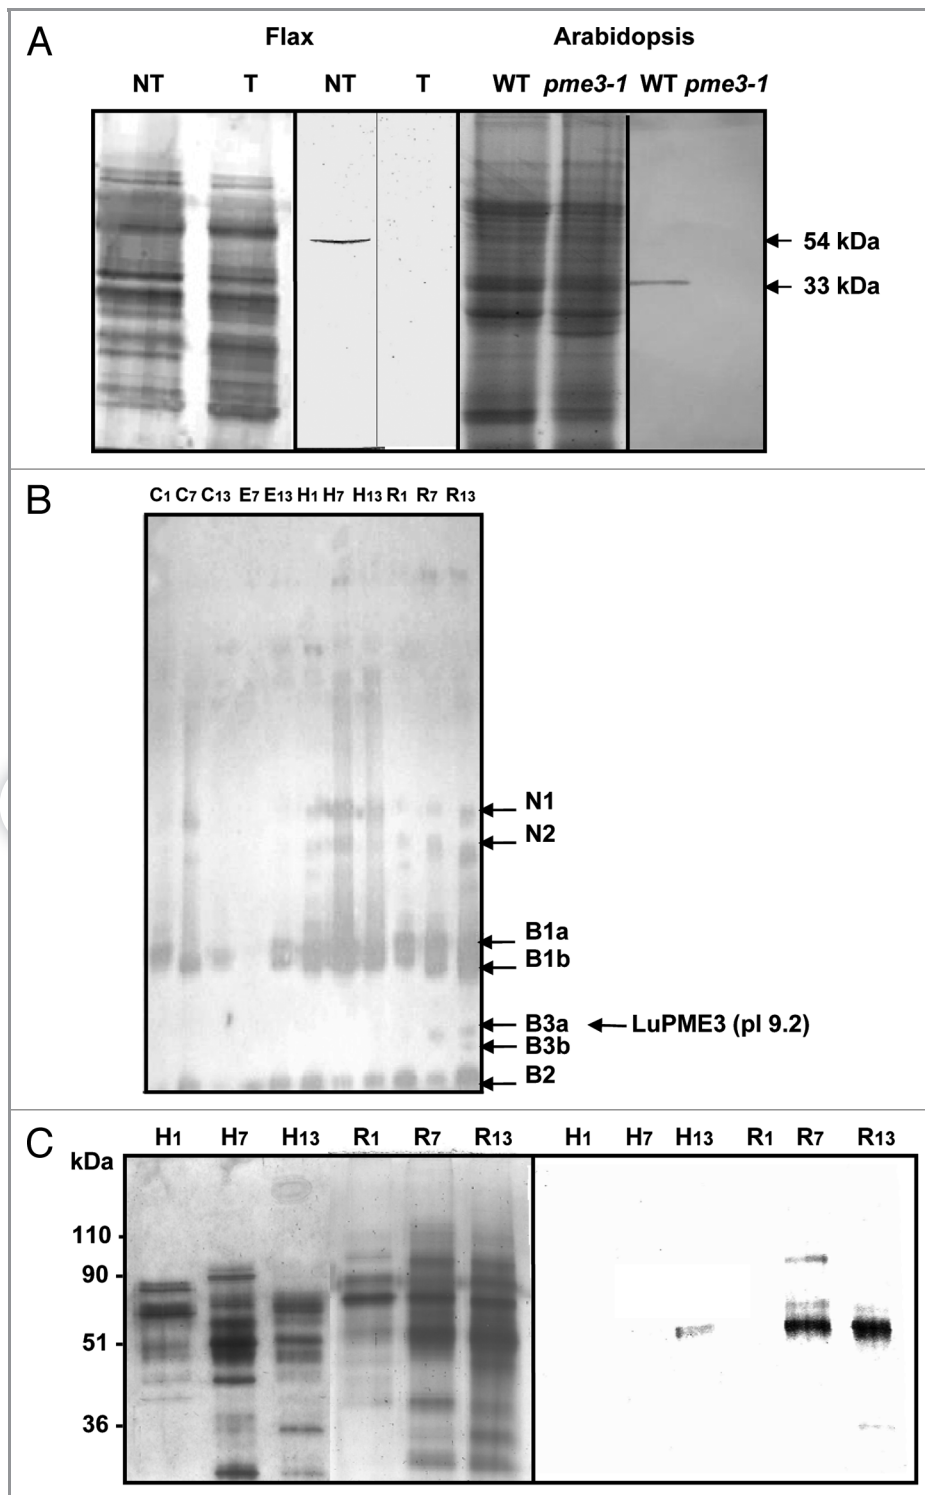 A
Flax Arabidopsis
NT T NT T WT pme3-1 WT pme3-1
54 kDa
33 kDa
B
C1 C7 C13 E7 E13 H1 H7 H13 R1 R7 R13
N1
N2
B1a
B1b
B3a LuPME3 (pI 9.2)
B3b
B2
C
H1 H7 H13 R1 R7 R13 H1 H7 H13 R1 R7 R13
kDa
110
90
51
36